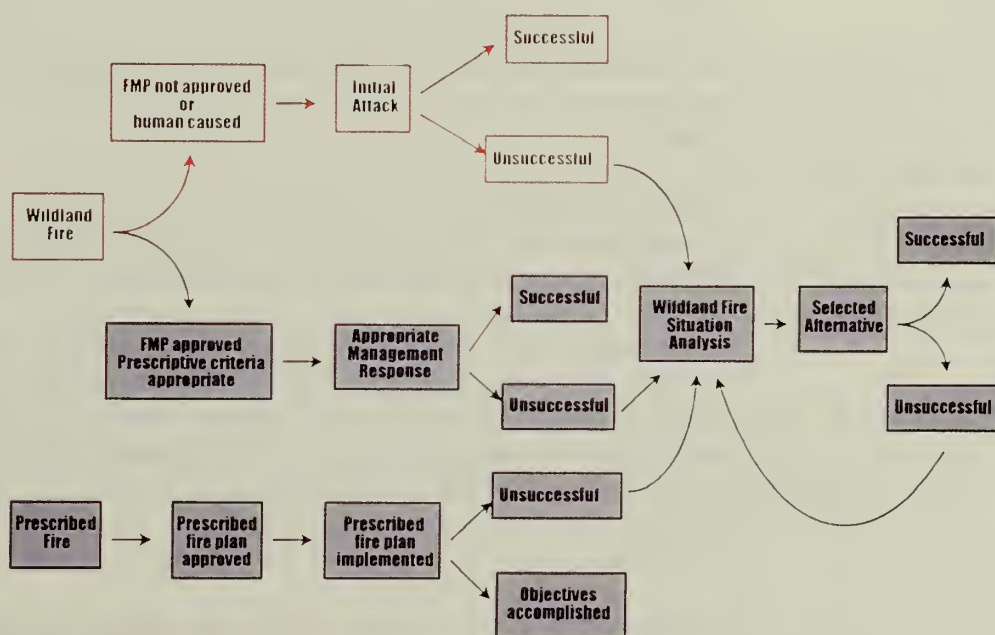 Successful
FMP not approved
or
human caused
Initial
Attack
Unsuccessful
Wildland
Fire
Successful
Successful
Wildland Fire
Situation
Analysis
Selected
Alternative
FMP approved
Prescriptive criteria
appropriate
Appropriate
Management
Response
Unsuccessful
Unsuccessful
Unsuccessful
Prescribed
Fire
Prescribed
fire plan
approved
Prescribed
fire plan
implemented
Objectives
accomplished